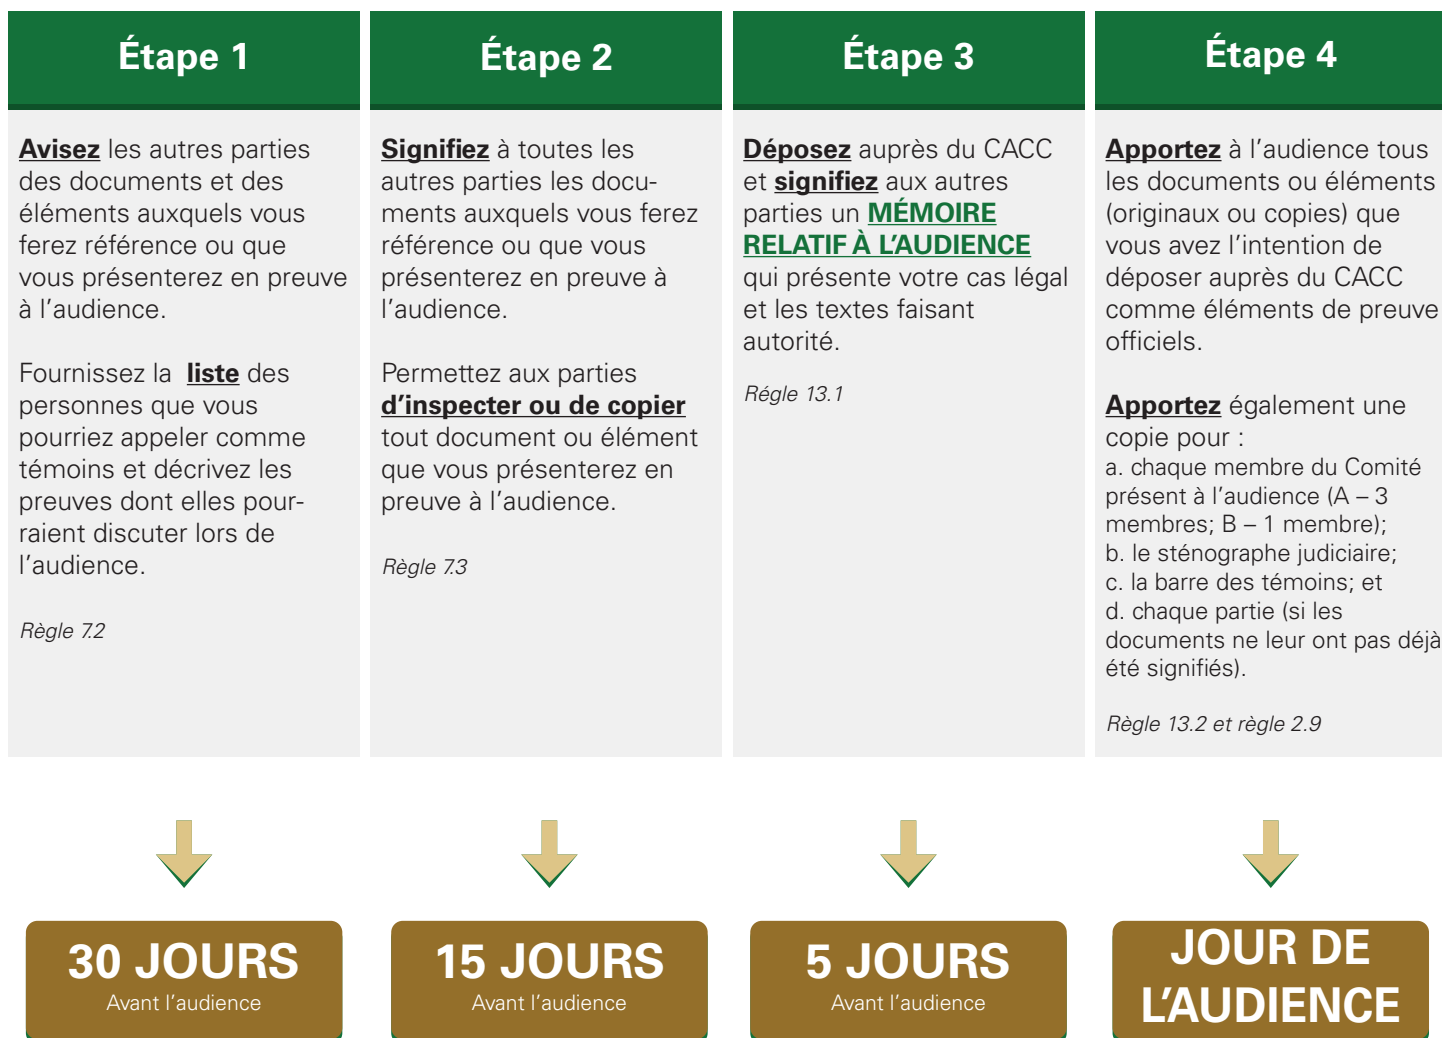 Étape 1
Avisez les autres parties
des documents et des
éléments auxquels vous
ferez référence ou que
vous présenterez en preuve
à l'audience.
Fournissez la liste des
personnes que vous
pourriez appeler comme
témoins et décrivez les
preuves dont elles pour-
raient discuter lors de
l'audience.
Règle 7.2
30 JOURS
Avant l'audience
Étape 2
Signifiez à toutes les
autres parties les docu-
ments auxquels vous ferez
référence ou que vous
présenterez en preuve à
l'audience.
Permettez aux parties
d'inspecter ou de copier
tout document ou élément
que vous présenterez en
preuve à l'audience.
Règle 7.3
15 JOURS
Avant l'audience
Étape 3
Déposez auprès du CACC
et signifiez aux autres
parties un MÉMOIRE
RELATIF À L'AUDIENCE
qui présente votre cas légal
et les textes faisant
autorité.
Régle 13.1
5 JOURS
Avant l'audience
Étape 4
Apportez à l'audience tous
les documents ou éléments
(originaux ou copies) que
vous avez l'intention de
déposer auprès du CACC
comme éléments de preuve
officiels.
Apportez également une
copie pour :
a. chaque membre du Comité
présent à l'audience (A – 3
membres; B – 1 membre);
b. le sténographe judiciaire;
c. la barre des témoins; et
d. chaque partie (si les
documents ne leur ont pas déjà
été signifiés).
Règle 13.2 et règle 2.9
JOUR DE
L'AUDIENCE